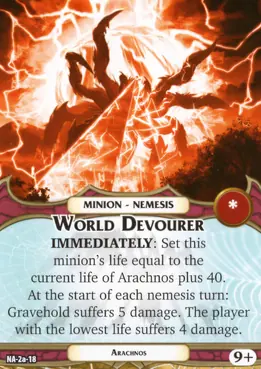 MINION - NEMESIS
*
WORLD DEVOURER
IMMEDIATELY: Set this
minion's life equal to the
current life of Arachnos plus 40.
At the start of each nemesis turn:
Gravehold suffers 5 damage. The player
with the lowest life suffers 4 damage.
NA-2a-18
ARACHNOS
9+